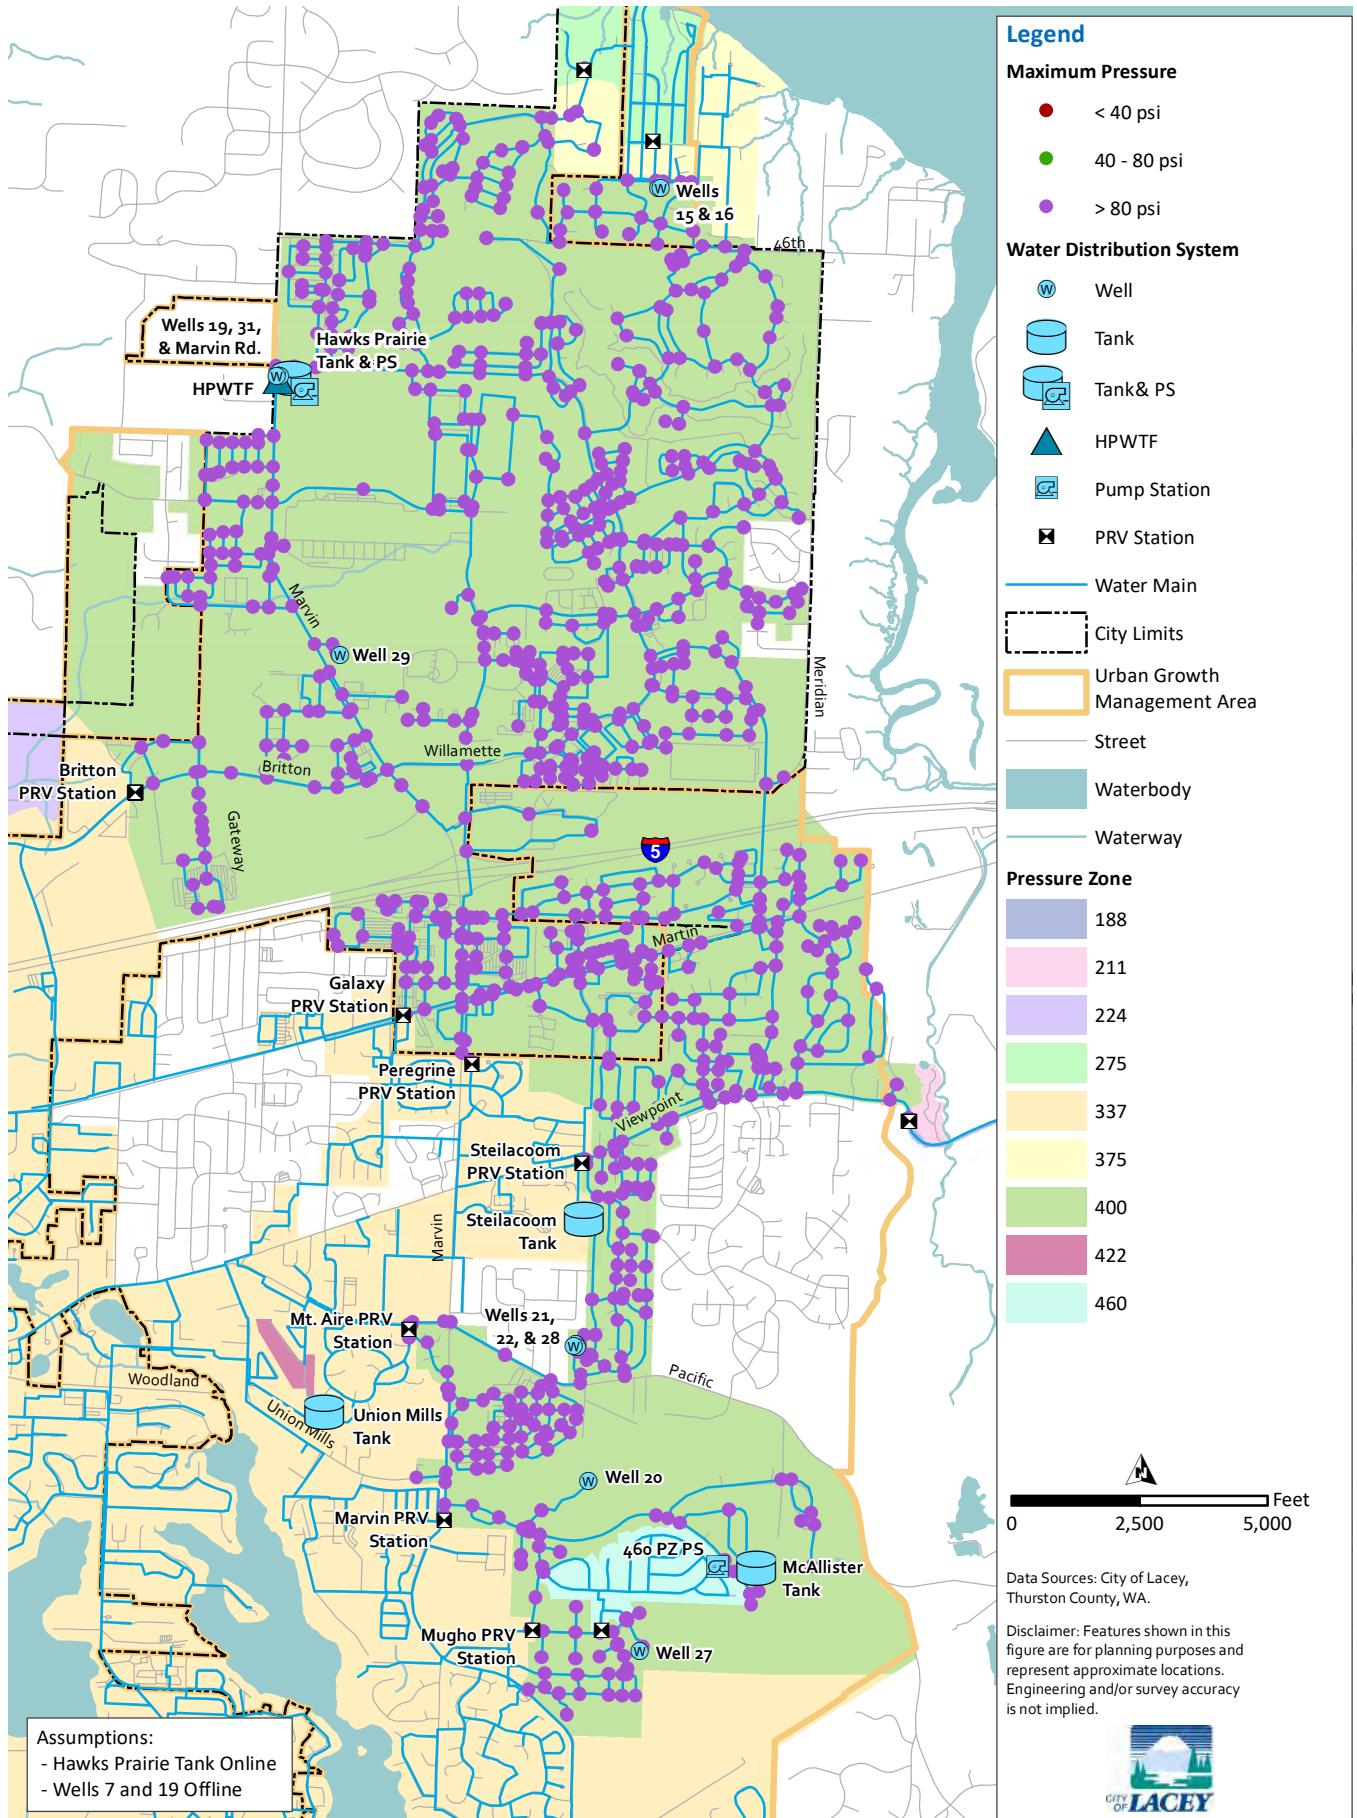 Wells
15 & 16
46th
Wells 19, 31,
& Marvin Rd.
Hawks Prairie
Tank & PS
HPWTF
Marvin
Well 29
Meridian
Willamette
Britton
Britton
PRV Station
Gateway
5
Martin
Galaxy
PRV Station
Peregrine
PRV Station
Viewpoint
Steilacoom
PRV Station
Steilacoom
Tank
Marvin
Wells 21,
22, & 28
Mt. Aire PRV
Station
Pacific
Woodland
Union Mills
Union Mills
Tank
Well 20
Marvin PRV
Station
460 PZ PS
McAllister
Tank
Mugho PRV
Station
Well 27
Assumptions:
- Hawks Prairie Tank Online
- Wells 7 and 19 Offline
Legend
Maximum Pressure
< 40 psi
40 - 80 psi
> 80 psi
Water Distribution System
W Well
Tank
Tank& PS
HPWTF
Pump Station
PRV Station
Water Main
City Limits
Urban Growth
Management Area
Street
Waterbody
Waterway
Pressure Zone
188
211
224
275
337
375
400
422
460
N
Feet
0 2,500 5,000
Data Sources: City of Lacey,
Thurston County, WA.
Disclaimer: Features shown in this
figure are for planning purposes and
represent approximate locations.
Engineering and/or survey accuracy
is not implied.
CITY
OF LACEY